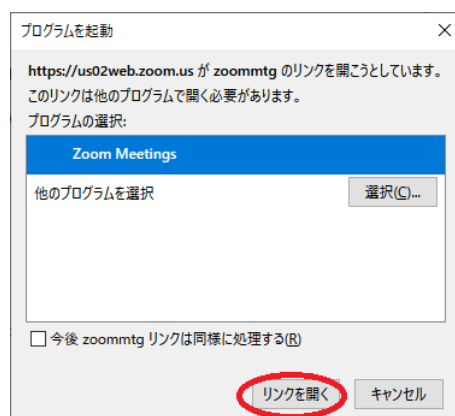 プログラムを起動
https://us02web.zoom.us が zoommtg のリンクを開こうとしています。
このリンクは他のプログラムで開く必要があります。
プログラムの選択:
Zoom Meetings
他のプログラムを選択 選択(C)...
今後 zoommtg リンクは同様に処理する(R)
リンクを開く キャンセル